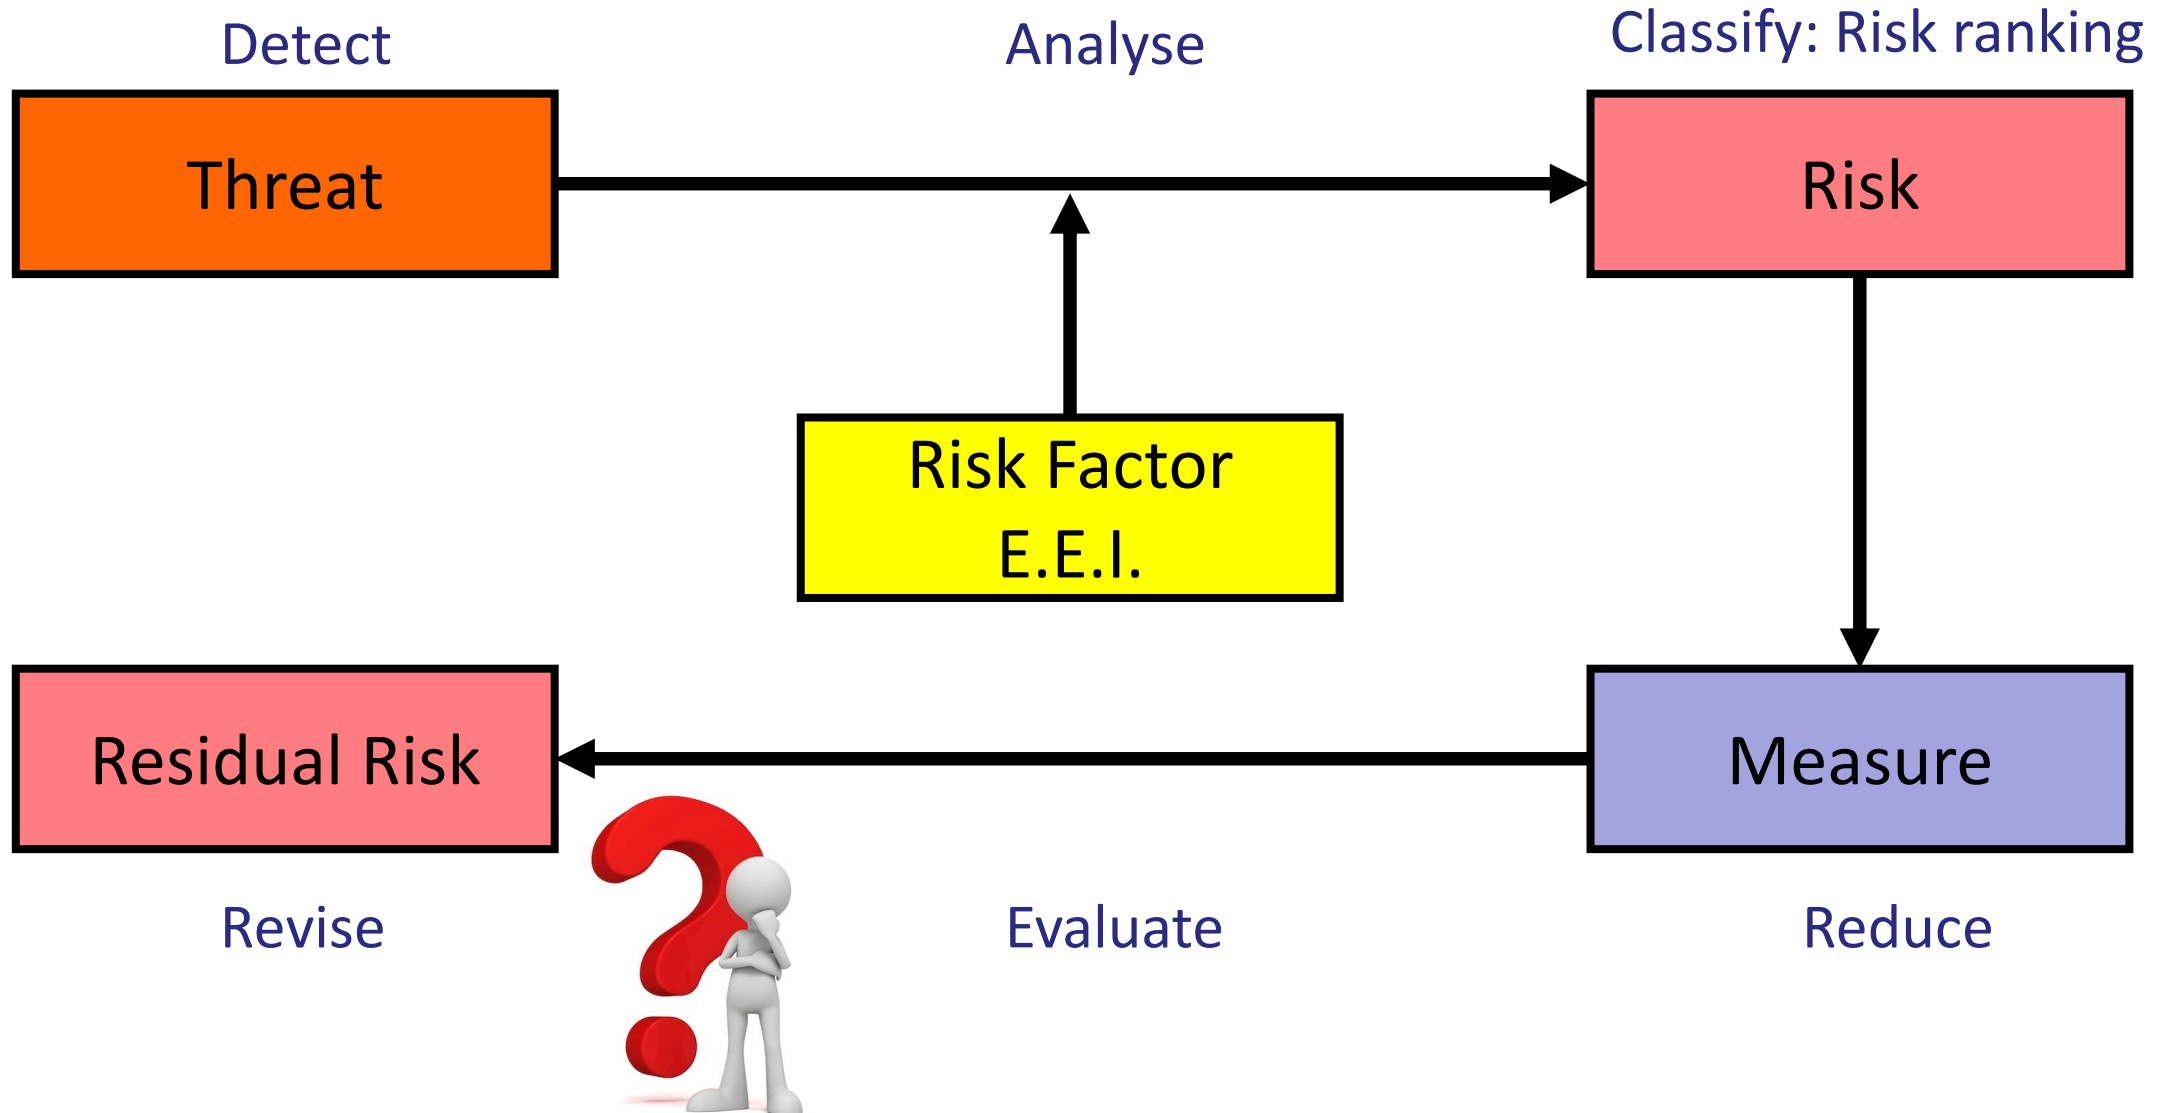 Detect
Analyse
Classify: Risk ranking
Threat
Risk
Risk Factor
E.E.I.
Residual Risk
Measure
Revise
Evaluate
Reduce